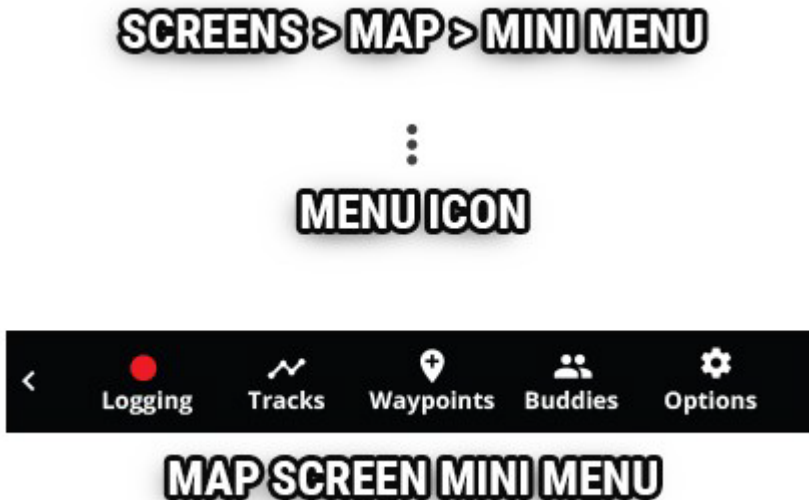 SCREENS > MAP > MINI MENU
MENU ICON
Logging Tracks Waypoints Buddies Options
MAP SCREEN MINI MENU